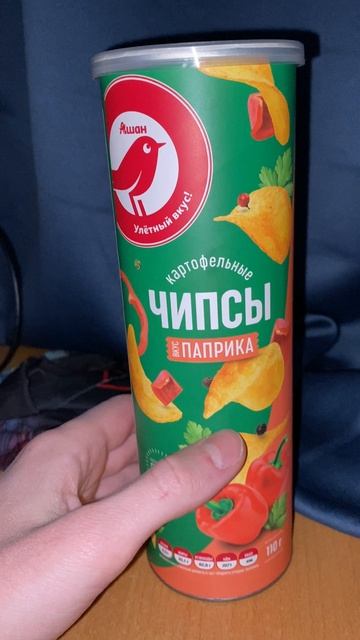 Ашан
Улётный вкус!
картофельные
ЧИПСЫ
ВКУС ПАПРИКА
110 г